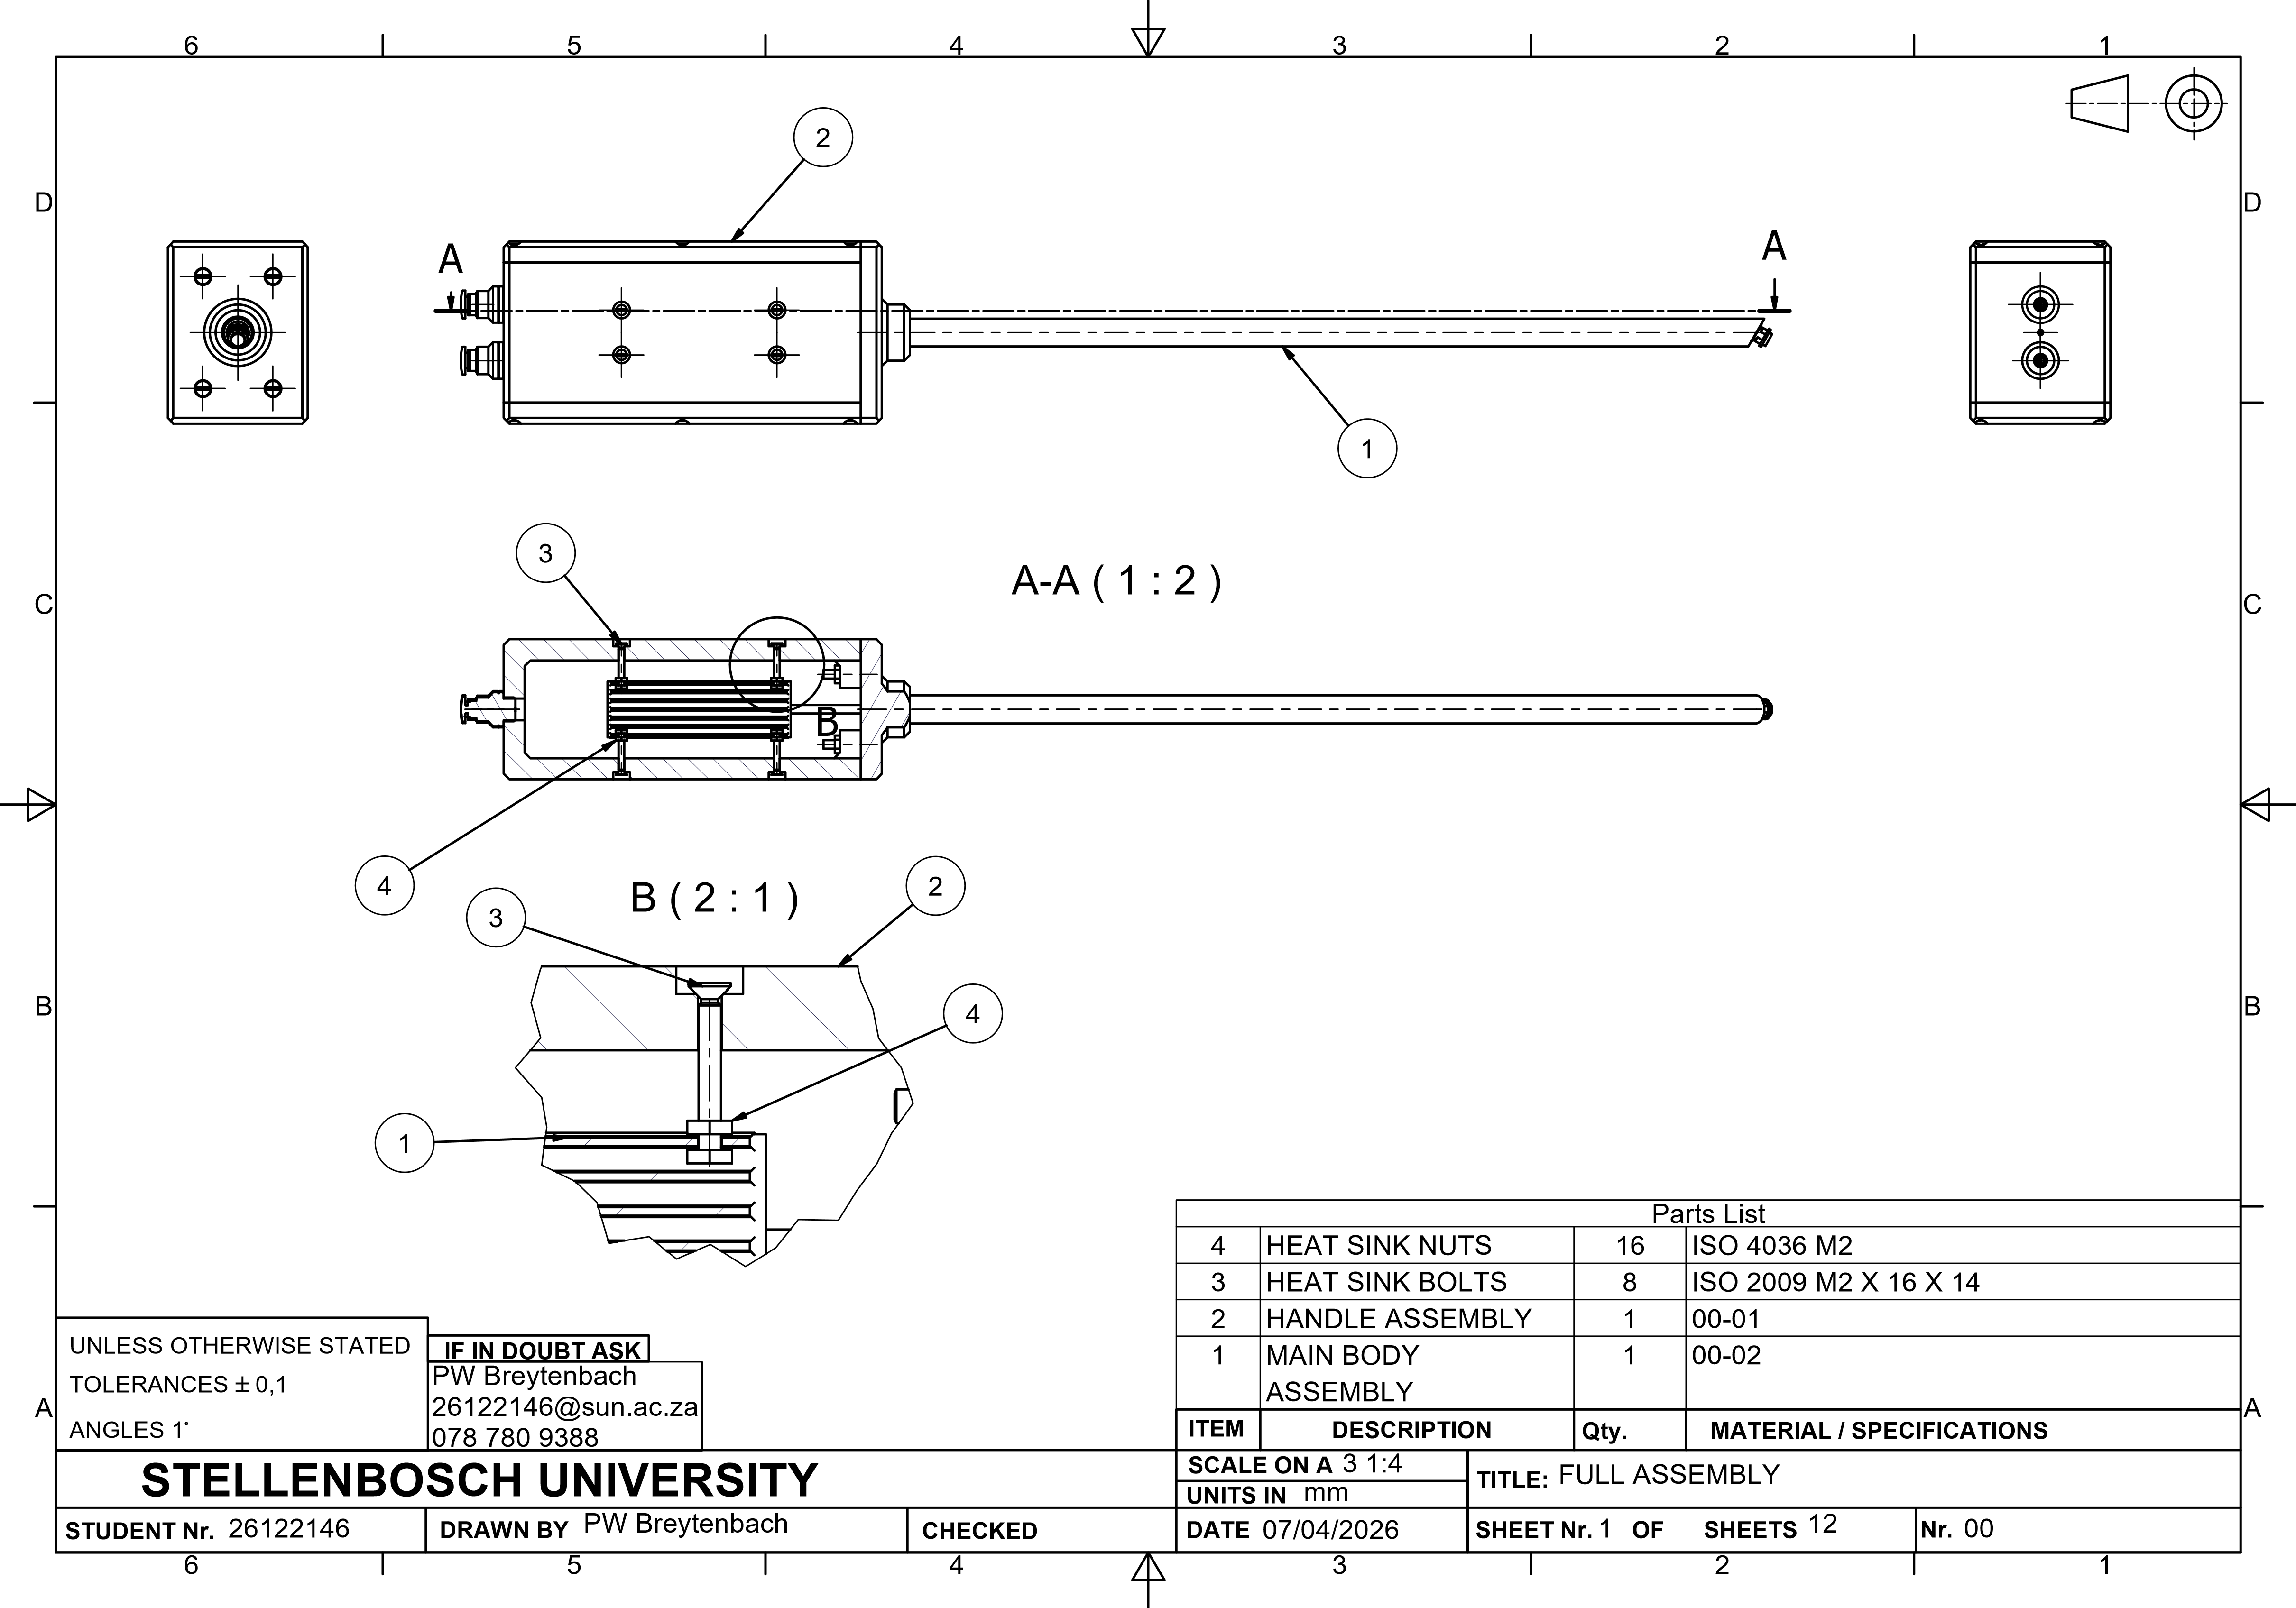 6 5 4 3 2 1
D D
2
A A
1
3
A-A ( 1 : 2 )
C C
B
4
B ( 2 : 1 )
2
3
4
B B
1
Parts List
4 HEAT SINK NUTS 16 ISO 4036 M2
3 HEAT SINK BOLTS 8 ISO 2009 M2 X 16 X 14
2 HANDLE ASSEMBLY 1 00-01
1 MAIN BODY ASSEMBLY 1 00-02
ITEM DESCRIPTION Qty. MATERIAL / SPECIFICATIONS
UNLESS OTHERWISE STATED
TOLERANCES ± 0,1
ANGLES 1°
IF IN DOUBT ASK
PW Breytenbach
26122146@sun.ac.za
078 780 9388
A A
STELLENBOSCH UNIVERSITY
SCALE ON A 3 1:4
UNITS IN mm
TITLE: FULL ASSEMBLY
STUDENT Nr. 26122146
DRAWN BY PW Breytenbach
CHECKED
DATE 07/04/2026
SHEET Nr. 1 OF SHEETS 12
Nr. 00
6 5 4 3 2 1